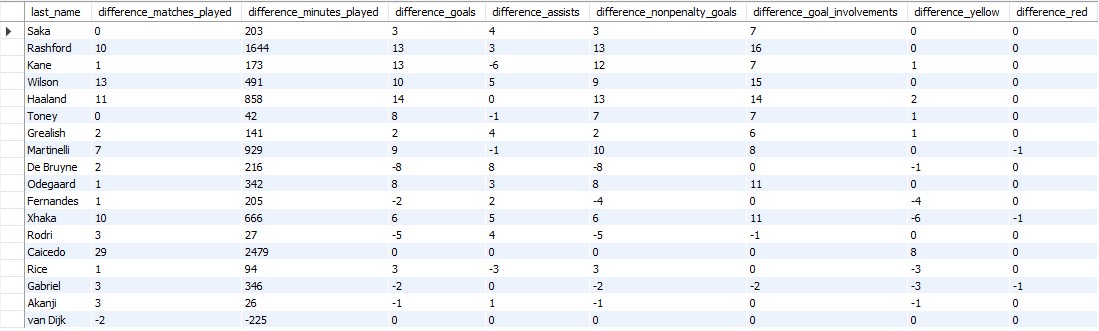 last_name difference_matches_played difference_minutes_played difference_goals difference_assists difference_nonpenalty_goals difference_goal_involvements difference_yellow difference_red
Saka 0 203 3 4 3 7 0 0
Rashford 10 1644 13 3 13 16 0 0
Kane 1 173 13 -6 12 7 1 0
Wilson 13 491 10 5 9 15 0 0
Haaland 11 858 14 0 13 14 2 0
Toney 0 42 8 -1 7 7 1 0
Grealish 2 141 2 4 2 6 1 0
Martinelli 7 929 9 -1 10 8 0 -1
De Bruyne 2 216 -8 8 -8 0 -1 0
Odegaard 1 342 8 3 8 11 0 0
Fernandes 1 205 -2 2 -4 0 -4 0
Xhaka 10 666 6 5 6 11 -6 -1
Rodri 3 27 -5 4 -5 -1 0 0
Caicedo 29 2479 0 0 0 0 8 0
Rice 1 94 3 -3 3 0 -3 0
Gabriel 3 346 -2 0 -2 -2 -3 -1
Akanji 3 26 -1 1 -1 0 -1 0
van Dijk -2 -225 0 0 0 0 0 0